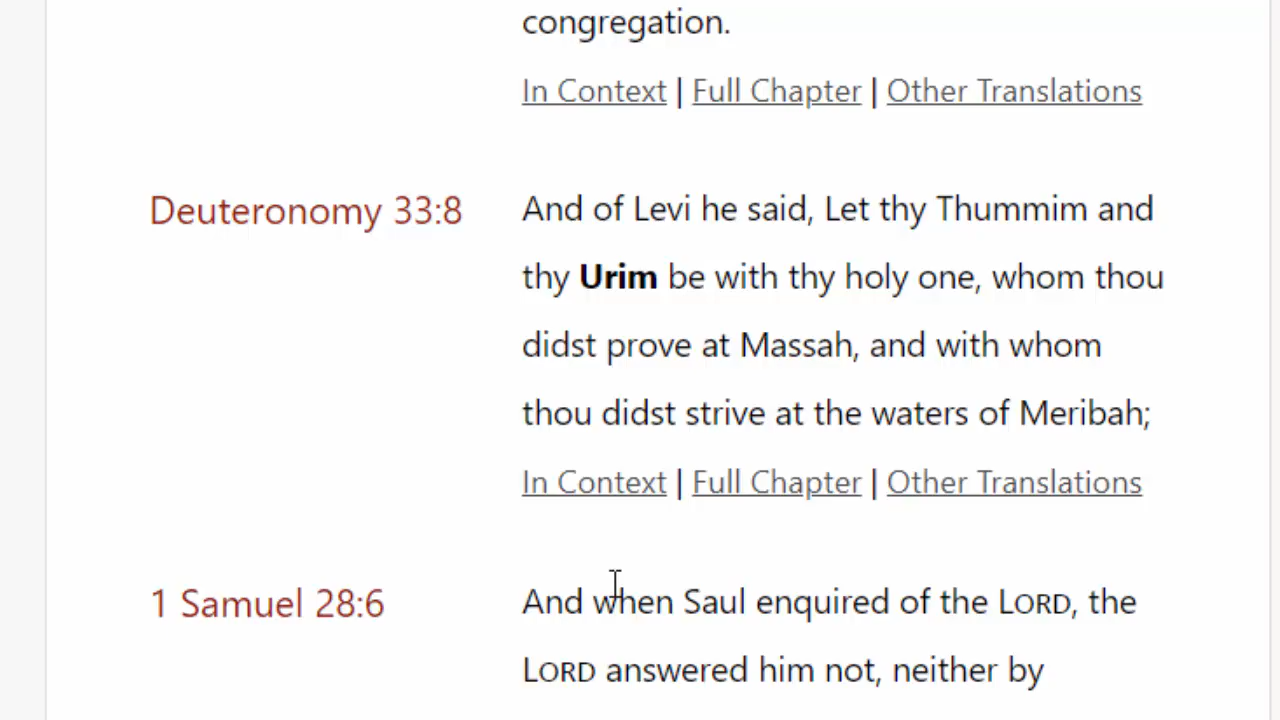 congregation.
In Context | Full Chapter | Other Translations
Deuteronomy 33:8
And of Levi he said, Let thy Thummim and
thy Urim be with thy holy one, whom thou
didst prove at Massah, and with whom
thou didst strive at the waters of Meribah;
In Context | Full Chapter | Other Translations
1 Samuel 28:6
And when Saul enquired of the LORD, the
LORD answered him not, neither by